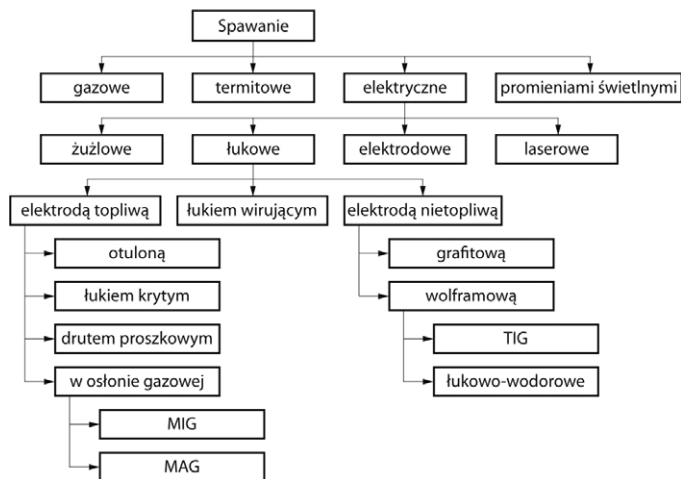 Spawanie
gazowe
termitowe
elektryczne
promieniami świetlnymi
żużlowe
łukowe
elektrodowe
laserowe
elektrodą topliwą
łukiem wirującym
elektrodą nietopliwą
otuloną
grafitową
łukiem krytym
wolframową
drutem proszkowym
TIG
w osłonie gazowej
łukowo-wodorowe
MIG
MAG